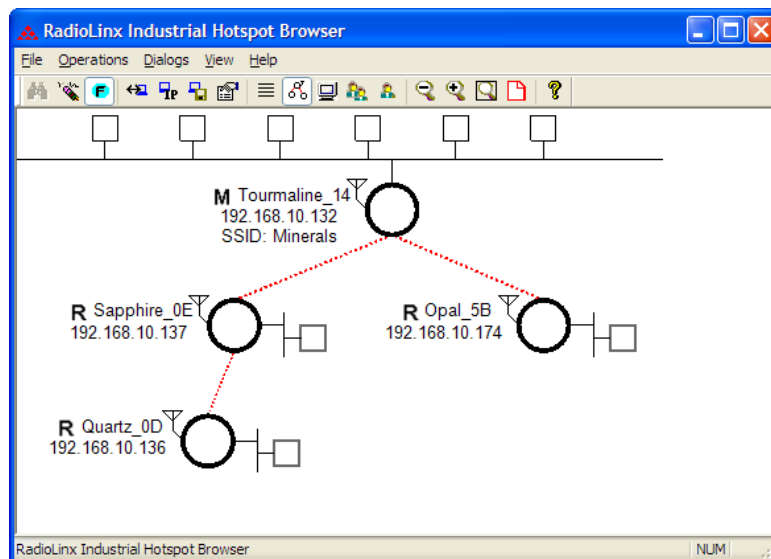 RadioLinx Industrial Hotspot Browser
File Operations Dialogs View Help
F IP ?
M Tourmaline_14
192.168.10.132
SSID: Minerals
R Sapphire_0E
192.168.10.137
R Opal_5B
192.168.10.174
R Quartz_0D
192.168.10.136
RadioLinx Industrial Hotspot Browser NUM